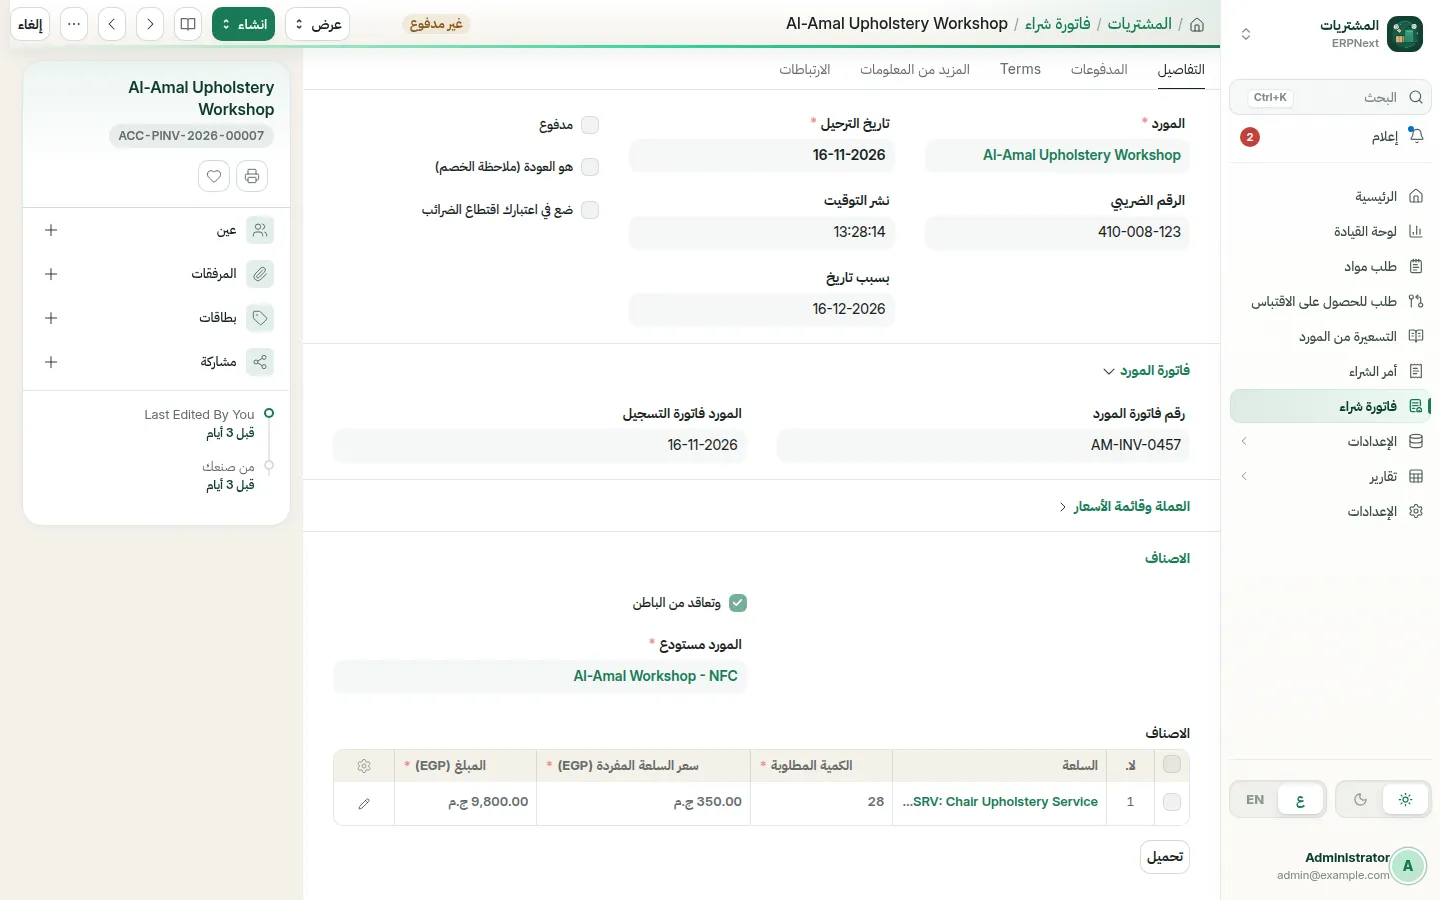 المشتريات
ERPNext
البحث
Ctrl+K
إعلام
2
الرئيسية
لوحة القيادة
طلب مواد
طلب للحصول على الاقتباس
التسعيرة من المورد
أمر الشراء
فاتورة شراء
الإعدادات
تقارير
الإعدادات
ع
EN
Administrator
admin@example.com
A
المشتريات / فاتورة شراء / Al-Amal Upholstery Workshop
غير مدفوع
عرض
انشاء
إلغاء
التفاصيل
المدفوعات
Terms
المزيد من المعلومات
الارتباطات
المورد *
Al-Amal Upholstery Workshop
الرقم الضريبي
410-008-123
تاريخ الترحيل *
16-11-2026
نشر التوقيت
13:28:14
بسبب تاريخ
16-12-2026
مدفوع
هو العودة (ملاحظة الخصم)
ضع في اعتبارك اقتطاع الضرائب
فاتورة المورد
رقم فاتورة المورد
AM-INV-0457
المورد فاتورة التسجيل
16-11-2026
العملة وقائمة الأسعار
الاصناف
وتعاقد من الباطن
المورد مستودع *
Al-Amal Workshop - NFC
الاصناف
لا.
السلعة
الكمية المطلوبة *
سعر السلعة المفردة (EGP) *
المبلغ (EGP) *
1
SRV: Chair Upholstery Service...
28
350.00 ج.م
9,800.00 ج.م
تحميل
Al-Amal Upholstery
Workshop
ACC-PINV-2026-00007
عين
المرفقات
بطاقات
مشاركة
Last Edited By You
قبل 3 أيام
من صنعك
قبل 3 أيام